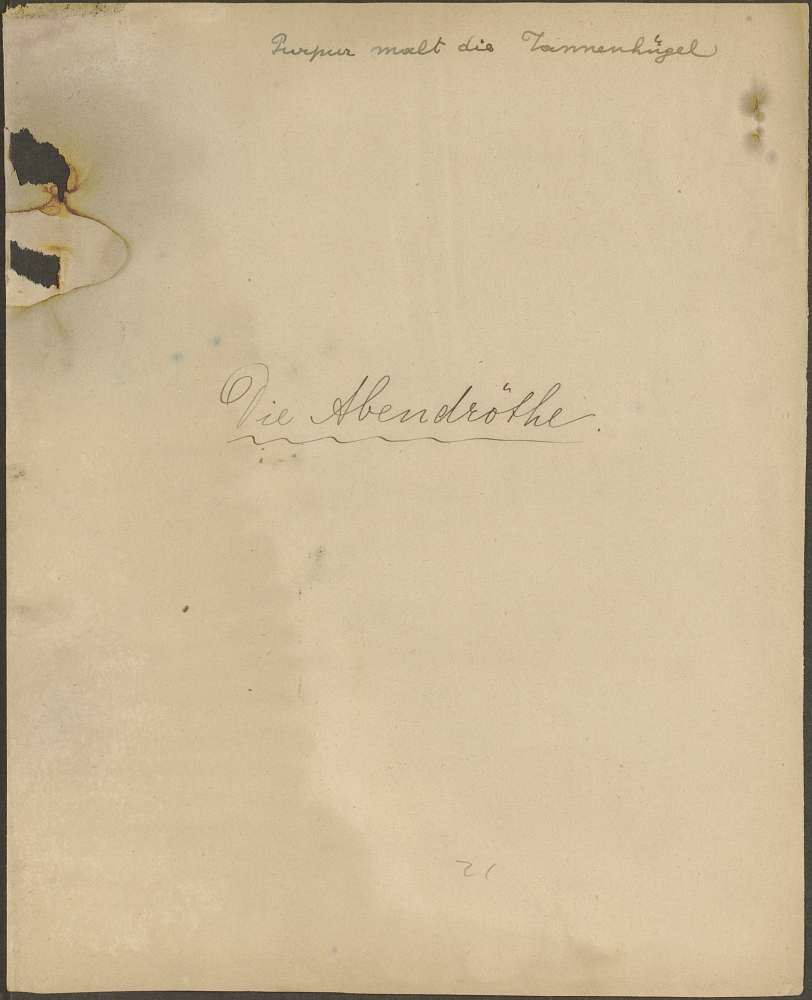 Purpur malt die Tannenhügel
Die Abendröthe.
21